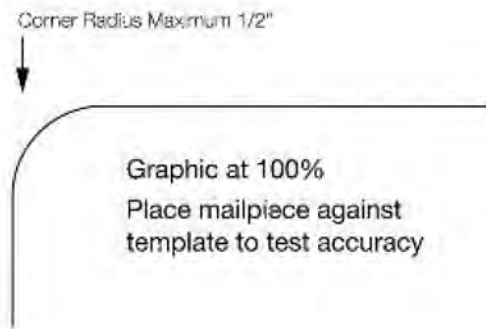 Corner Radius Maximum 1/2"
Graphic at 100%
Place mailpiece against
template to test accuracy